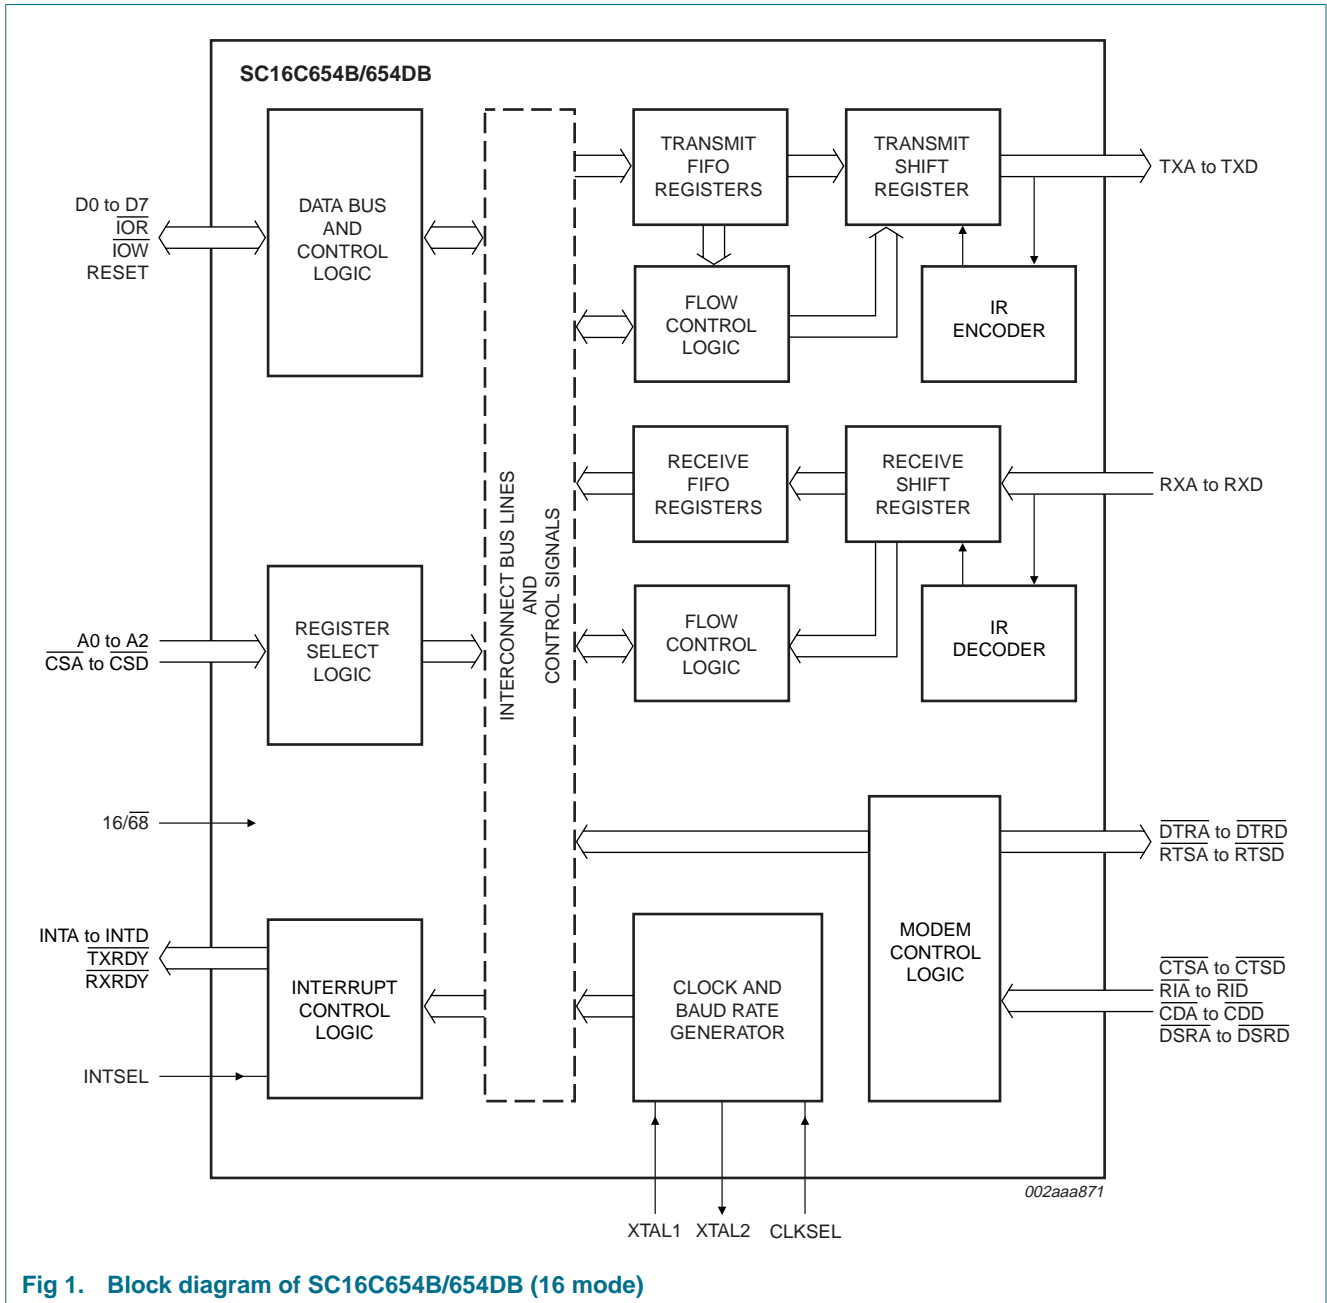 SC16C654B/654DB
D0 to D7
IOR
IOW
RESET
DATA BUS
AND
CONTROL
LOGIC
TRANSMIT
FIFO
REGISTERS
TRANSMIT
SHIFT
REGISTER
TXA to TXD
FLOW
CONTROL
LOGIC
IR
ENCODER
INTERCONNECT BUS LINES
AND
CONTROL SIGNALS
RECEIVE
FIFO
REGISTERS
RECEIVE
SHIFT
REGISTER
RXA to RXD
A0 to A2
CSA to CSD
REGISTER
SELECT
LOGIC
FLOW
CONTROL
LOGIC
IR
DECODER
16/68
DTRA to DTRD
RTSA to RTSD
MODEM
CONTROL
LOGIC
INTA to INTD
TXRDY
RXRDY
INTERRUPT
CONTROL
LOGIC
CLOCK AND
BAUD RATE
GENERATOR
CTSA to CTSD
RIA to RID
CDA to CDD
DSRA to DSRD
INTSEL
XTAL1 XTAL2 CLKSEL
002aaa871
Fig 1. Block diagram of SC16C654B/654DB (16 mode)